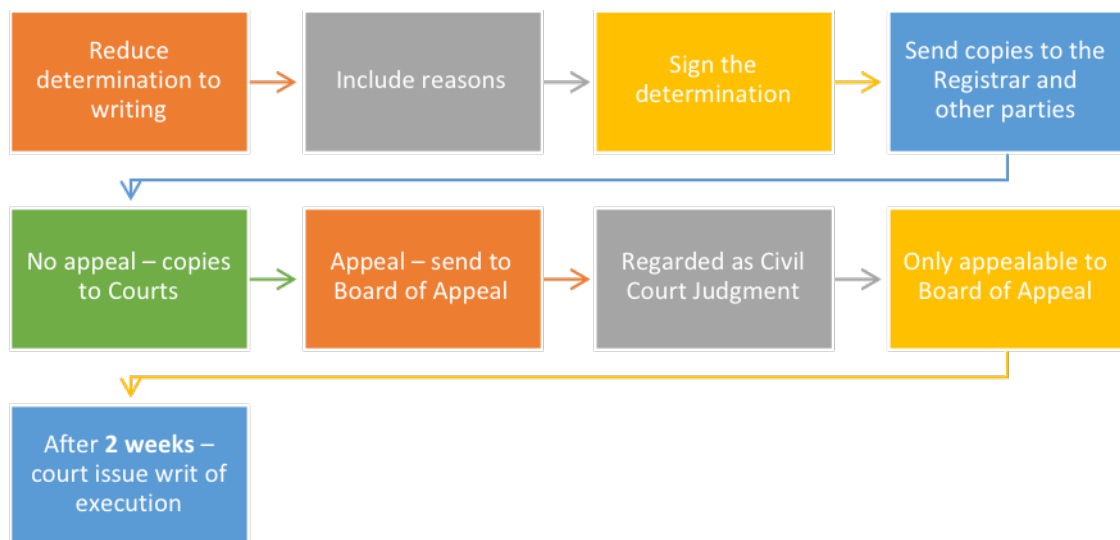 Reduce
determination to
writing
Include reasons
Sign the
determination
Send copies to the
Registrar and
other parties
No appeal – copies
to Courts
Appeal – send to
Board of Appeal
Regarded as Civil
Court Judgment
Only appealable to
Board of Appeal
After 2 weeks –
court issue writ of
execution